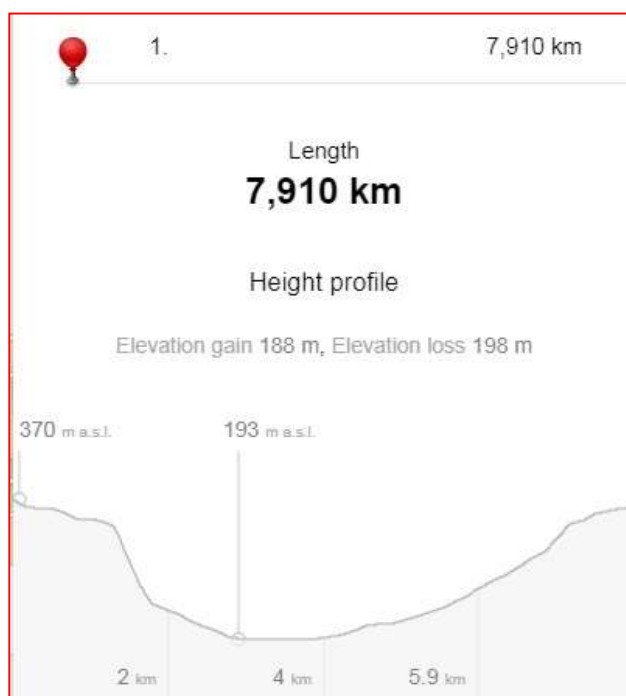 1. 7,910 km
Length
7,910 km
Height profile
Elevation gain 188 m, Elevation loss 198 m
370 m a.s.l. 193 m a.s.l.
2 km 4 km 5.9 km